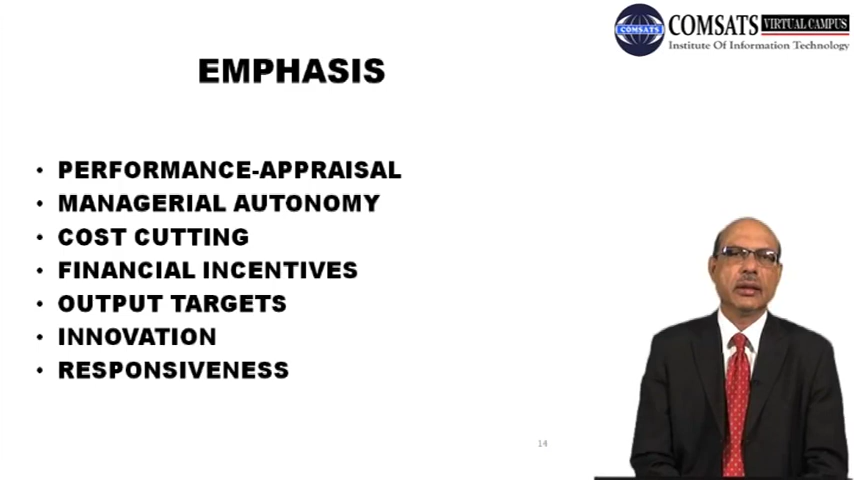 COMSATS VIRTUAL CAMPUS
COMSATS
Institute Of Information Technology
EMPHASIS
• PERFORMANCE-APPRAISAL
• MANAGERIAL AUTONOMY
• COST CUTTING
• FINANCIAL INCENTIVES
• OUTPUT TARGETS
• INNOVATION
• RESPONSIVENESS
14